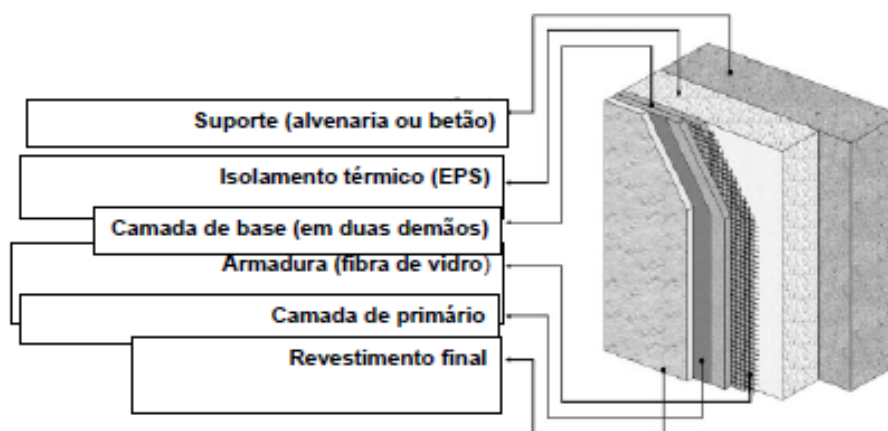 Suporte (alvenaria ou betão)
Isolamento térmico (EPS)
Camada de base (em duas demãos)
Armadura (fibra de vidro)
Camada de primário
Revestimento final